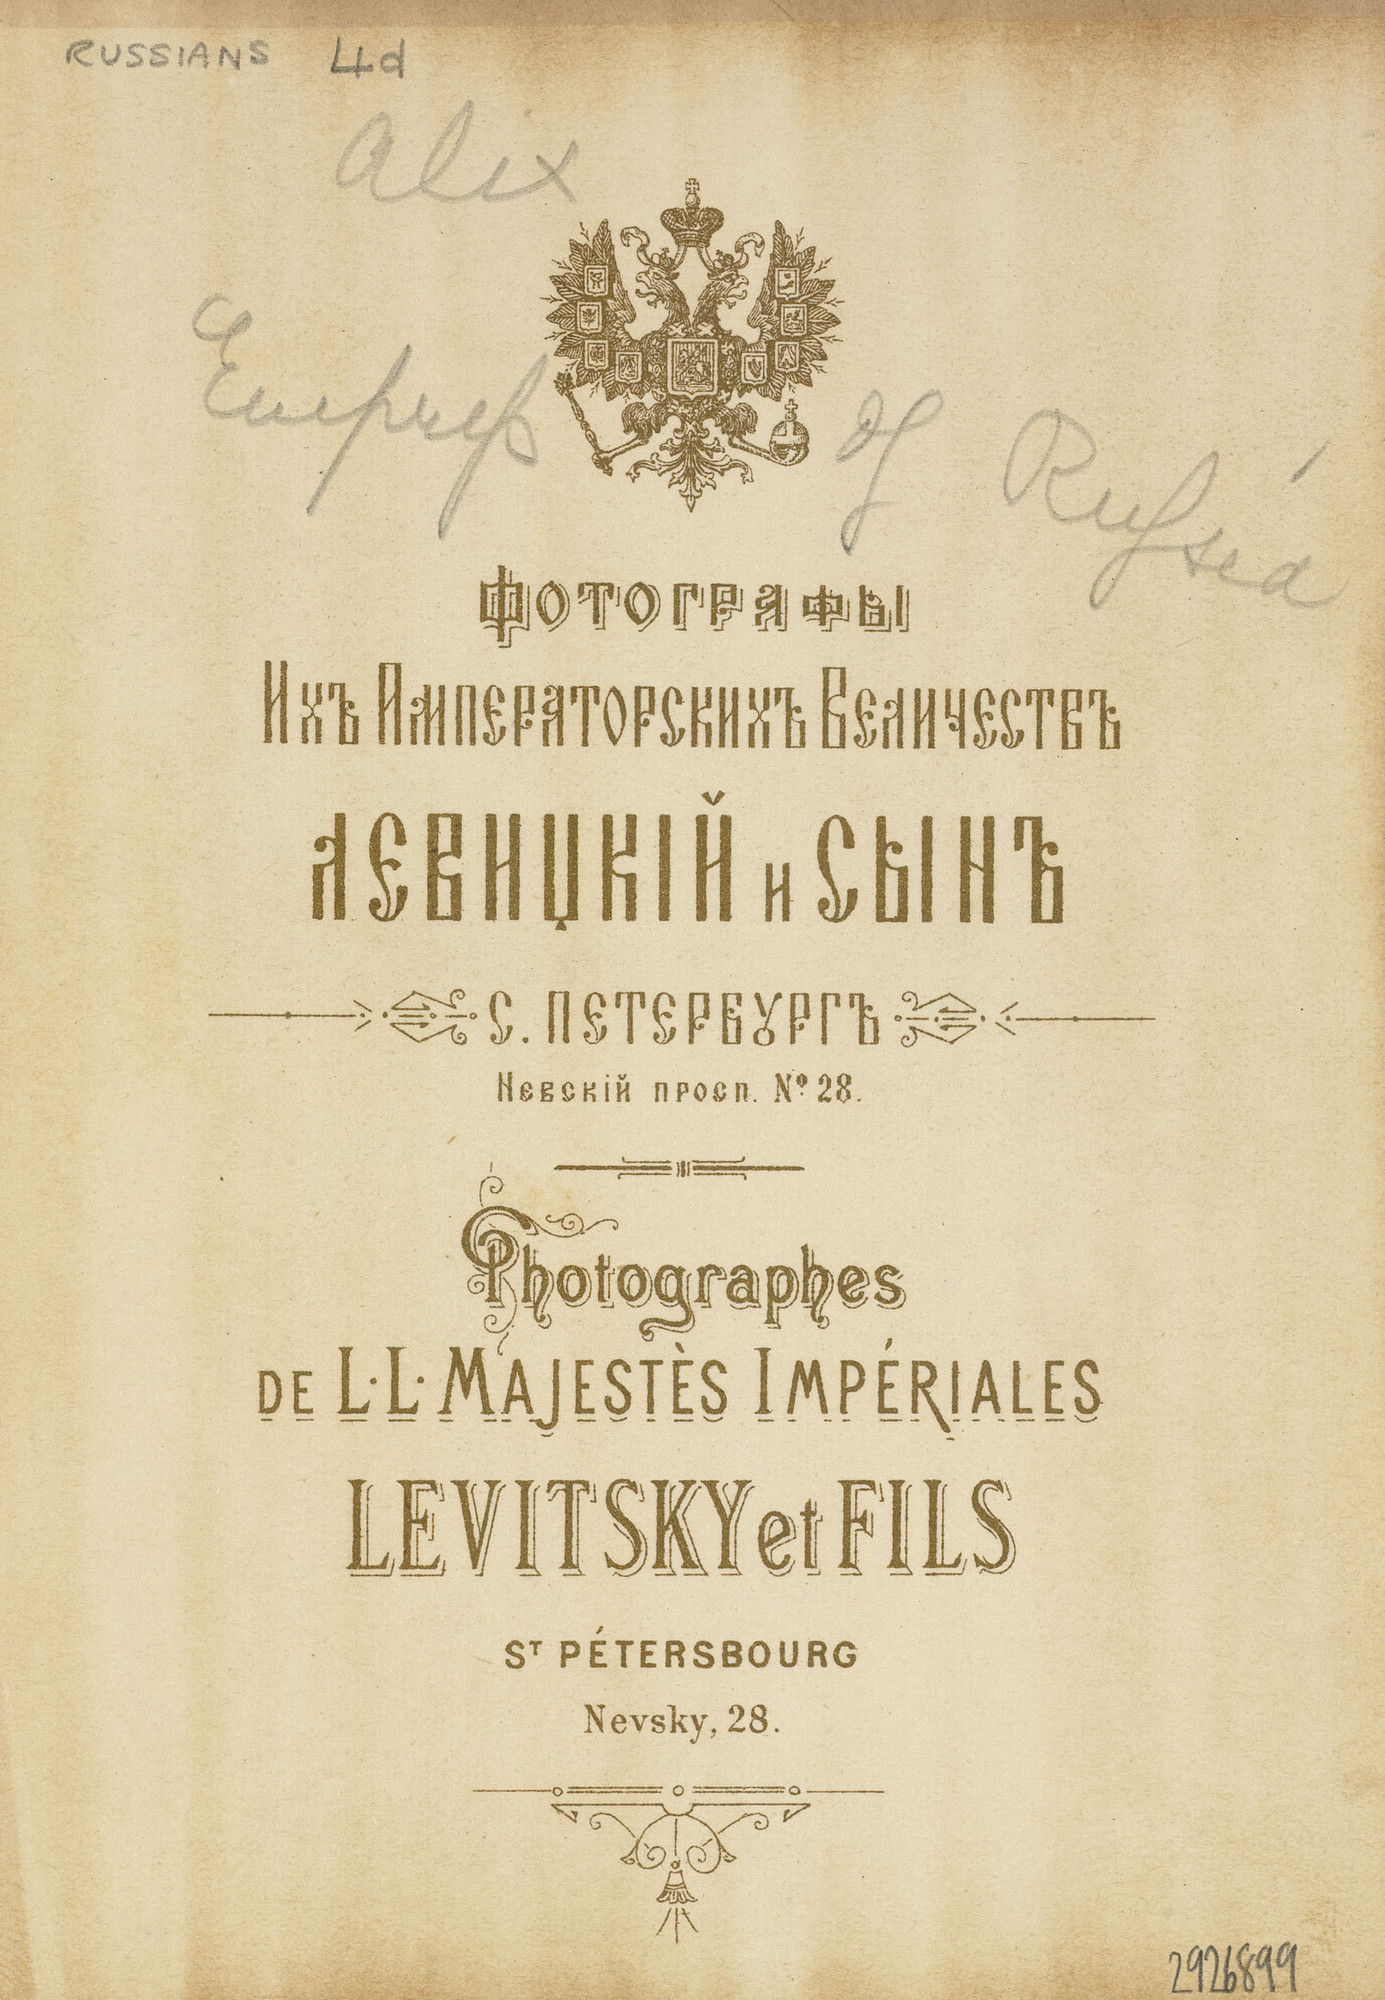 RUSSIANS 4d
Alix
Empress of Russia
Фотографы
Ихъ Императорскихъ Величествъ
ЛЕВИЦКІЙ и СЫНЪ
С. ПЕТЕРБУРГЪ
Невскій просп. № 28.
Photographes
DE L·L· MAJESTÈS IMPÉRIALES
LEVITSKY et FILS
ST PÉTERSBOURG
Nevsky, 28.
2926899